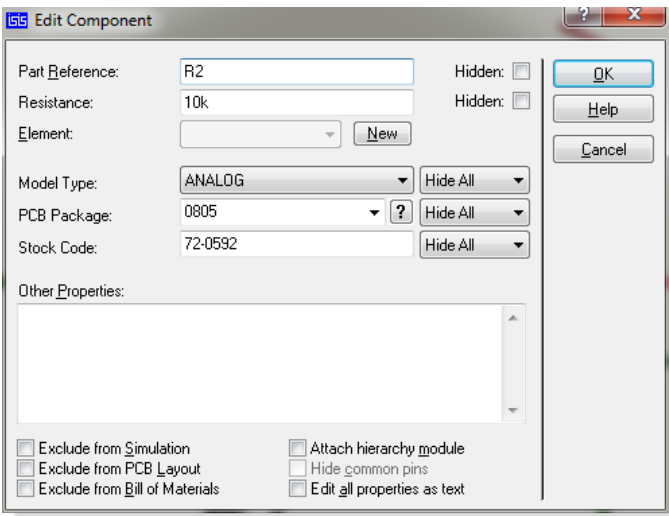 isis Edit Component ? X
Part Reference: R2 Hidden: OK
Resistance: 10k Hidden: Help
Element: New Cancel
Model Type: ANALOG Hide All
PCB Package: 0805 ? Hide All
Stock Code: 72-0592 Hide All
Other Properties:
Exclude from Simulation Attach hierarchy module
Exclude from PCB Layout Hide common pins
Exclude from Bill of Materials Edit all properties as text